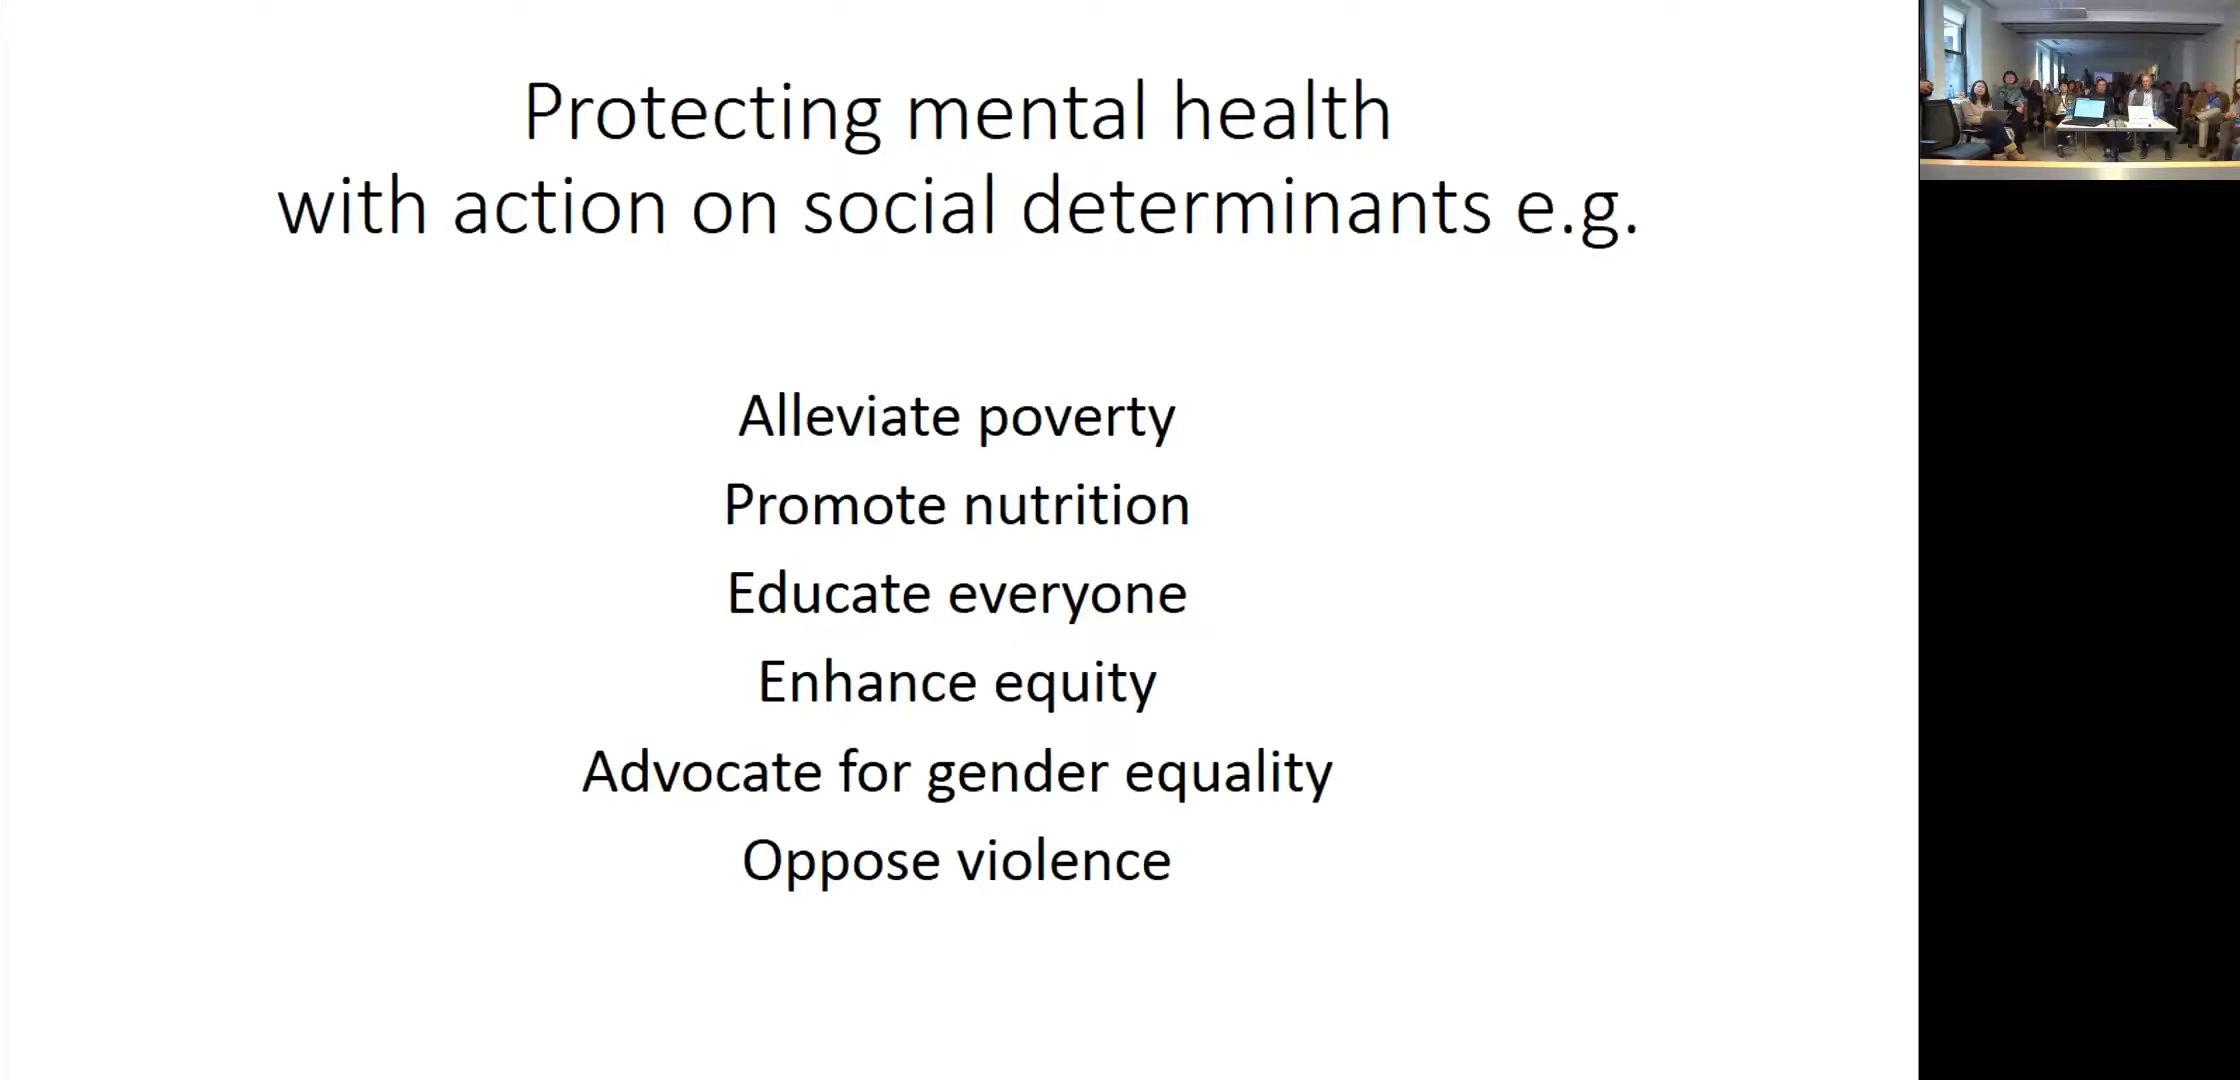 Protecting mental health
with action on social determinants e.g.
Alleviate poverty
Promote nutrition
Educate everyone
Enhance equity
Advocate for gender equality
Oppose violence